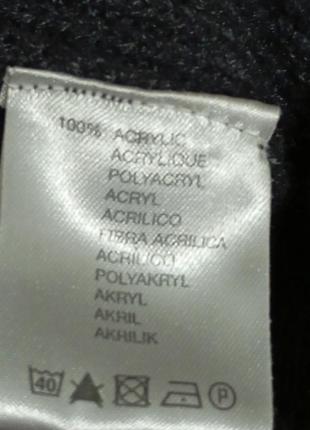 100% ACRYLIC
ACRYLIQUE
POLYACRYL
ACRYL
ACRILICO
FIBRA ACRILICA
ACRILICO
POLYAKRYL
AKRYL
AKRIL
AKRILIK
40 P